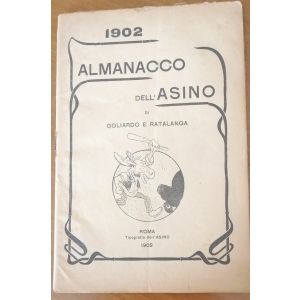 1902
ALMANACCO
DELL'ASINO
DI
GOLIARDO E RATALANGA
ROMA
Tipografia dell'ASINO
1902